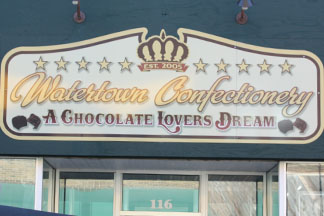 EST. 2005
Watertown Confectionery
A CHOCOLATE LOVERS DREAM
116